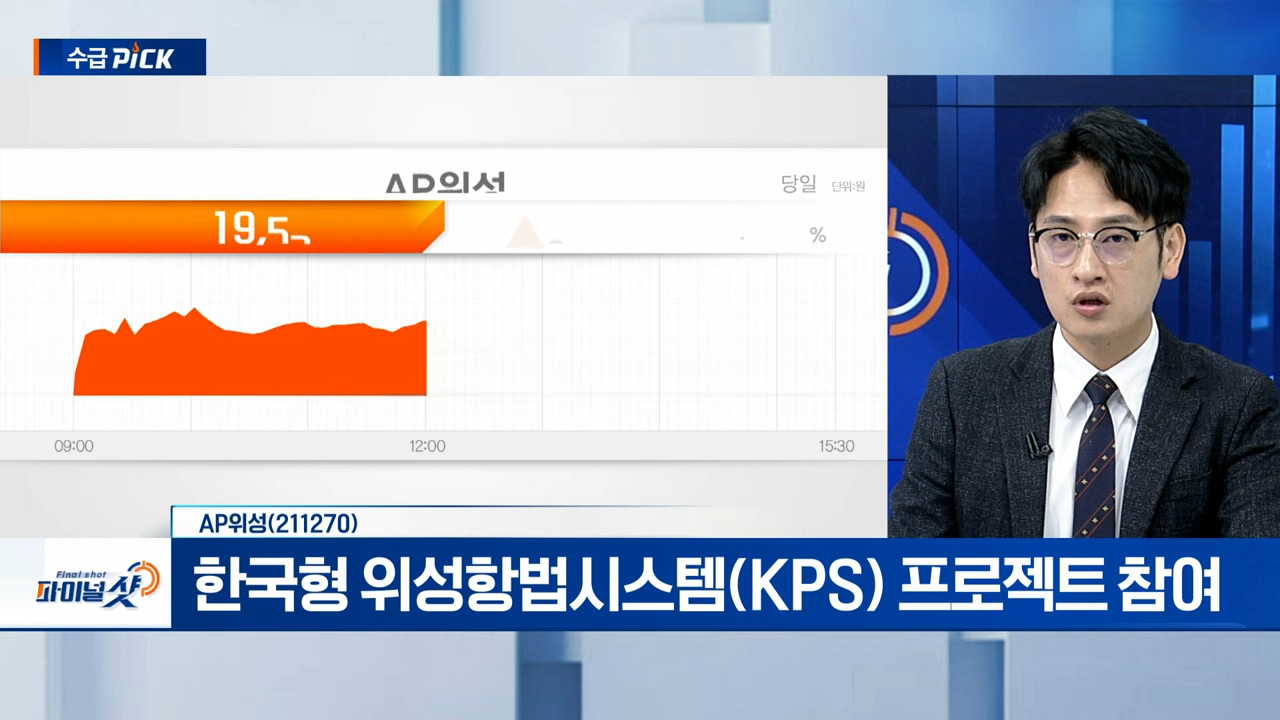 수급 PICK
AP위성
당일 단위:원
19,5
%
09:00 12:00 15:30
AP위성(211270)
Final shot
파이널샷
한국형 위성항법시스템(KPS) 프로젝트 참여